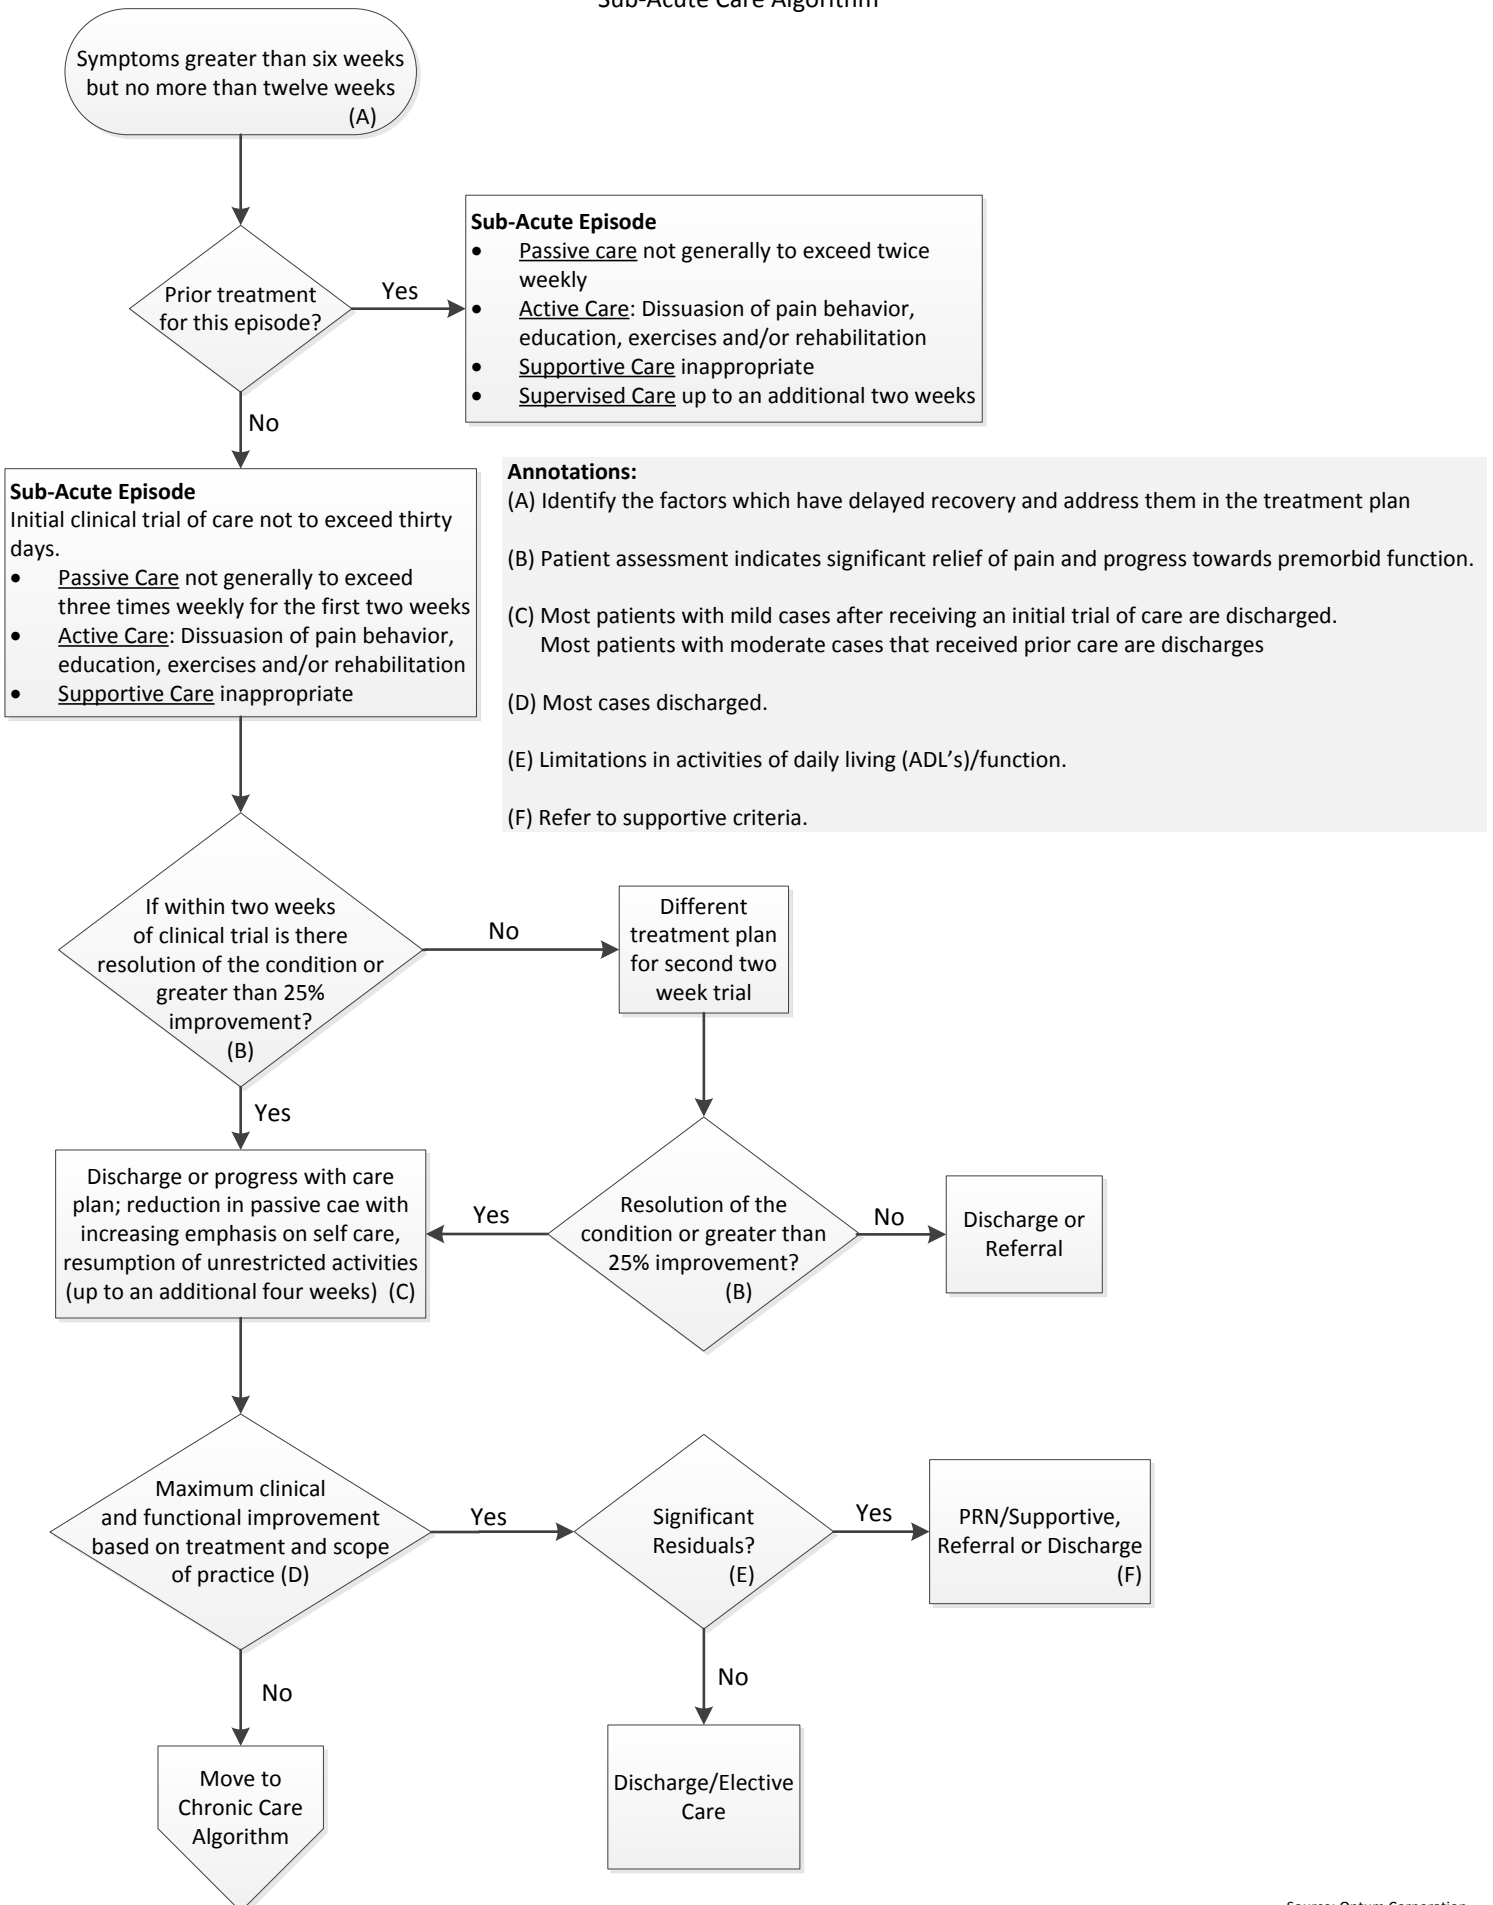 Sub-Acute Care Algorithm
Symptoms greater than six weeks
but no more than twelve weeks
(A)
Prior treatment
for this episode?
Yes
Sub-Acute Episode
• Passive care not generally to exceed twice
weekly
• Active Care: Dissuasion of pain behavior,
education, exercises and/or rehabilitation
• Supportive Care inappropriate
• Supervised Care up to an additional two weeks
No
Sub-Acute Episode
Initial clinical trial of care not to exceed thirty
days.
• Passive Care not generally to exceed
three times weekly for the first two weeks
• Active Care: Dissuasion of pain behavior,
education, exercises and/or rehabilitation
• Supportive Care inappropriate
Annotations:
(A) Identify the factors which have delayed recovery and address them in the treatment plan
(B) Patient assessment indicates significant relief of pain and progress towards premorbid function.
(C) Most patients with mild cases after receiving an initial trial of care are discharged.
Most patients with moderate cases that received prior care are discharges
(D) Most cases discharged.
(E) Limitations in activities of daily living (ADL's)/function.
(F) Refer to supportive criteria.
If within two weeks
of clinical trial is there
resolution of the condition or
greater than 25%
improvement?
(B)
No
Different
treatment plan
for second two
week trial
Yes
Discharge or progress with care
plan; reduction in passive cae with
increasing emphasis on self care,
resumption of unrestricted activities
(up to an additional four weeks) (C)
Yes
Resolution of the
condition or greater than
25% improvement?
(B)
No
Discharge or
Referral
Maximum clinical
and functional improvement
based on treatment and scope
of practice (D)
Yes
Significant
Residuals?
(E)
Yes
PRN/Supportive,
Referral or Discharge
(F)
No
Move to
Chronic Care
Algorithm
No
Discharge/Elective
Care
Source: Optum Corporation